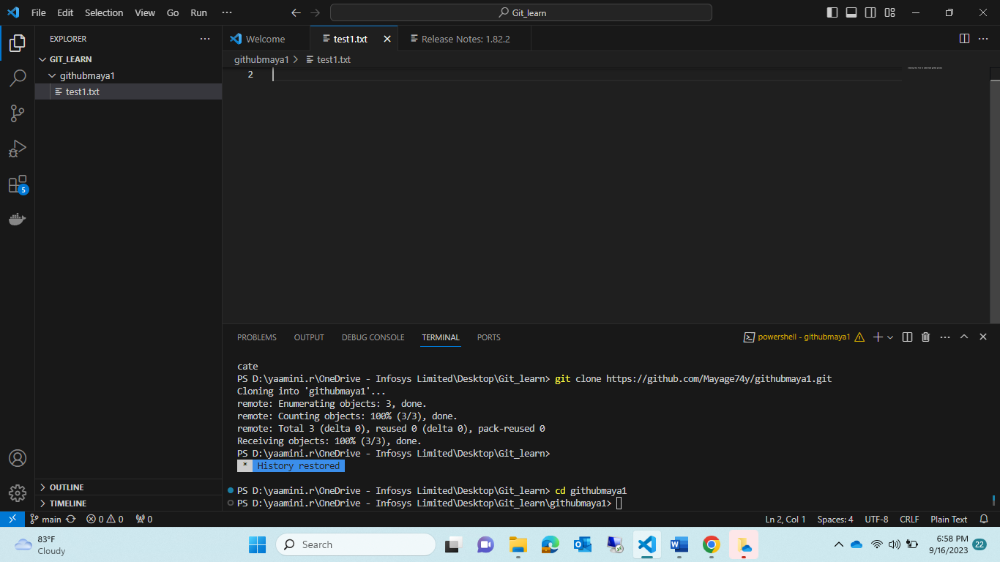 File Edit Selection View Go Run ···
Git_learn
EXPLORER
Welcome
test1.txt
Release Notes: 1.82.2
GIT_LEARN
githubmaya1 > test1.txt
githubmaya1
test1.txt
2
5
PROBLEMS OUTPUT DEBUG CONSOLE TERMINAL PORTS
powershell - githubmaya1
cate
PS D:\yaamini.r\OneDrive - Infosys Limited\Desktop\Git_learn> git clone https://github.com/Mayage74y/githubmaya1.git
Cloning into 'githubmaya1'...
remote: Enumerating objects: 3, done.
remote: Counting objects: 100% (3/3), done.
remote: Total 3 (delta 0), reused 0 (delta 0), pack-reused 0
Receiving objects: 100% (3/3), done.
PS D:\yaamini.r\OneDrive - Infosys Limited\Desktop\Git_learn>
* History restored
PS D:\yaamini.r\OneDrive - Infosys Limited\Desktop\Git_learn> cd githubmaya1
PS D:\yaamini.r\OneDrive - Infosys Limited\Desktop\Git_learn\githubmaya1>
OUTLINE
TIMELINE
main 0 0 0
Ln 2, Col 1 Spaces: 4 UTF-8 CRLF Plain Text
83°F
Cloudy
Search
6:58 PM
9/16/2023
22